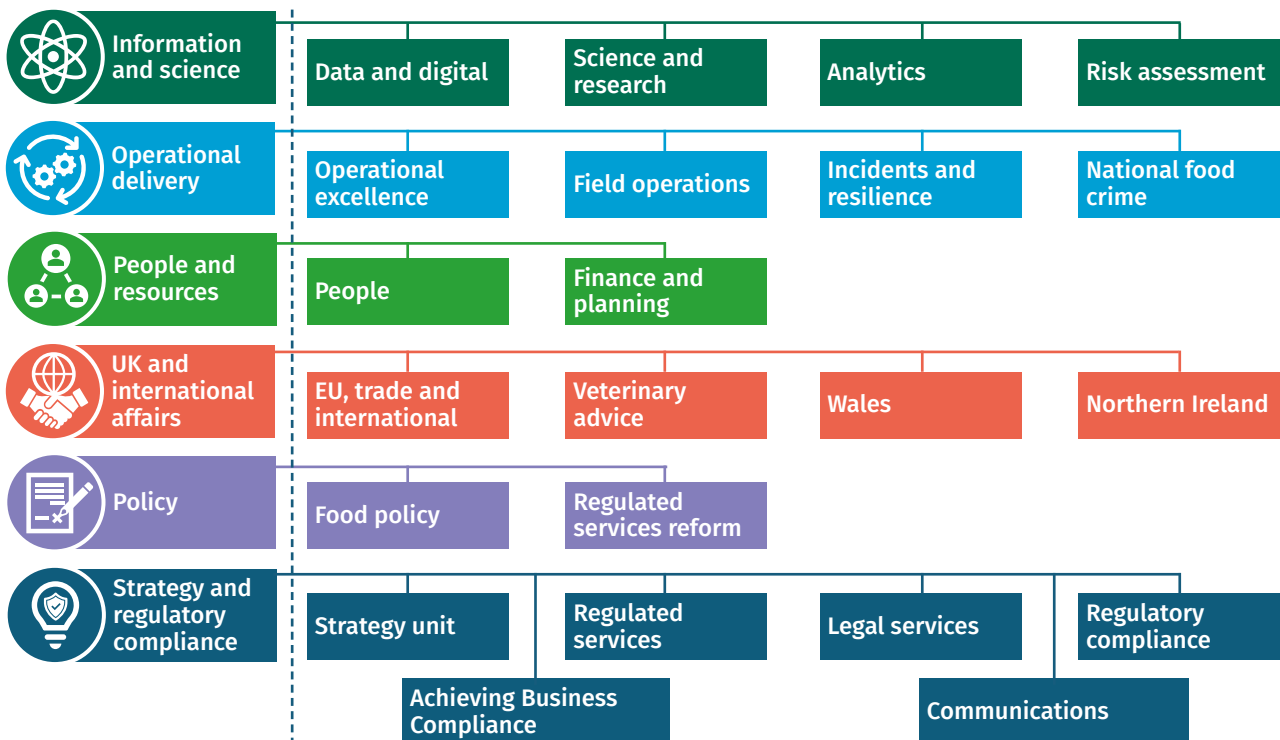 Information
and science
Data and digital
Science and
research
Analytics
Risk assessment
Operational
delivery
Operational
excellence
Field operations
Incidents and
resilience
National food
crime
People and
resources
People
Finance and
planning
UK and
international
affairs
EU, trade and
international
Veterinary
advice
Wales
Northern Ireland
Policy
Food policy
Regulated
services reform
Strategy and
regulatory
compliance
Strategy unit
Regulated
services
Legal services
Regulatory
compliance
Achieving Business
Compliance
Communications